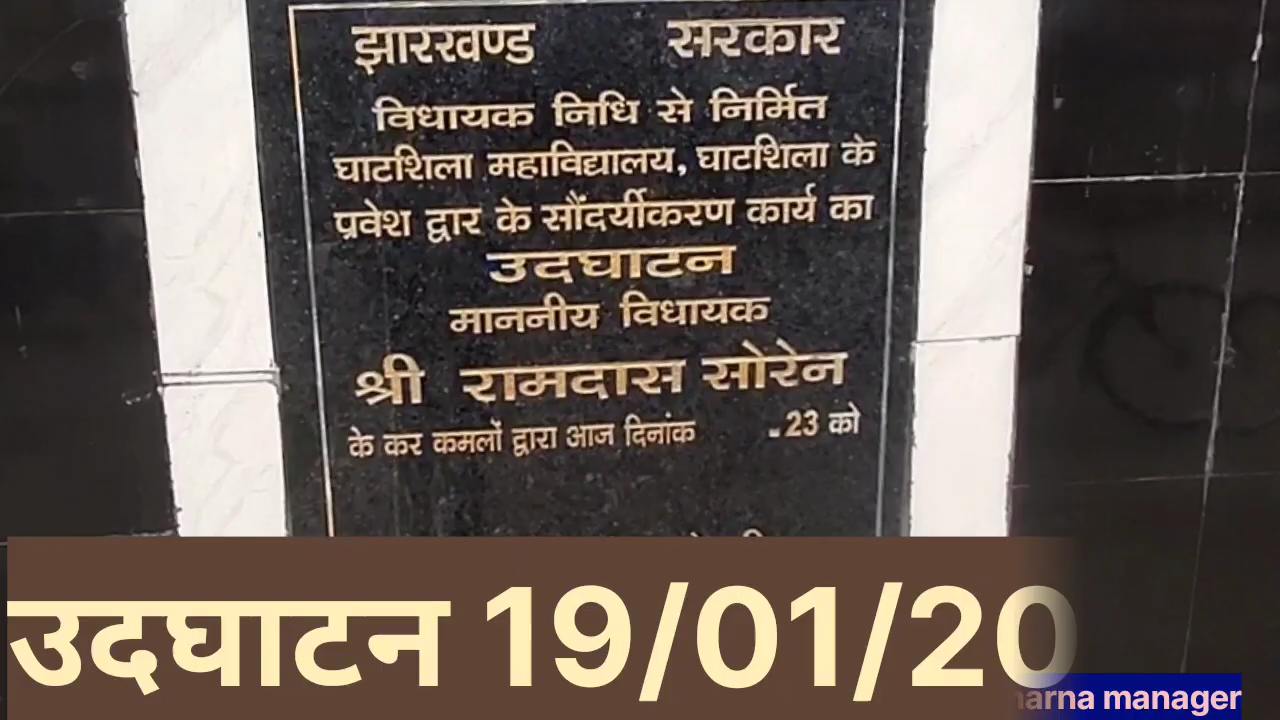 झारखण्ड सरकार
विधायक निधि से निर्मित
घाटशिला महाविद्यालय, घाटशिला के
प्रवेश द्वार के सौंदर्यीकरण कार्य का
उदघाटन
माननीय विधायक
श्री रामदास सोरेन
के कर कमलों द्वारा आज दिनांक .23 को
उदघाटन 19/01/20
manager